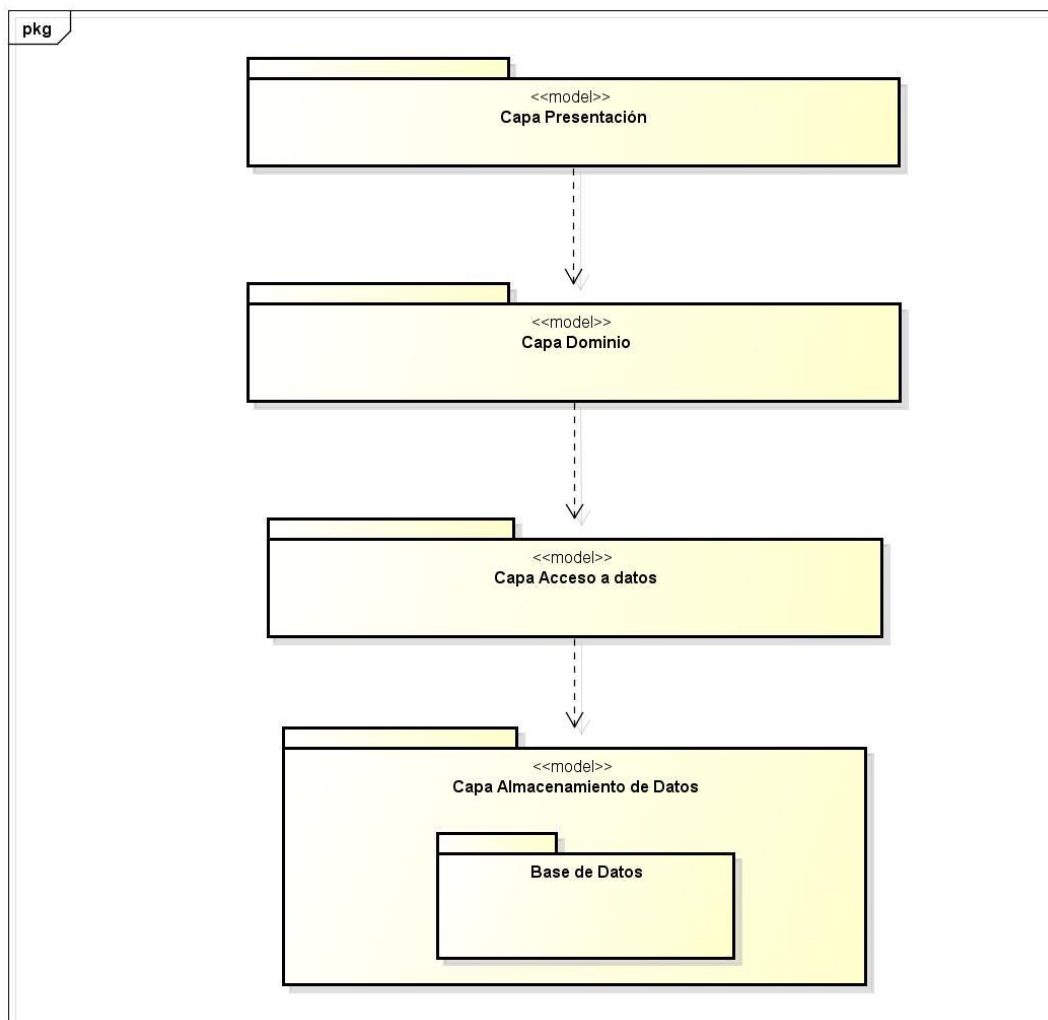 pkg
<<model>>
Capa Presentación
<<model>>
Capa Dominio
<<model>>
Capa Acceso a datos
<<model>>
Capa Almacenamiento de Datos
Base de Datos